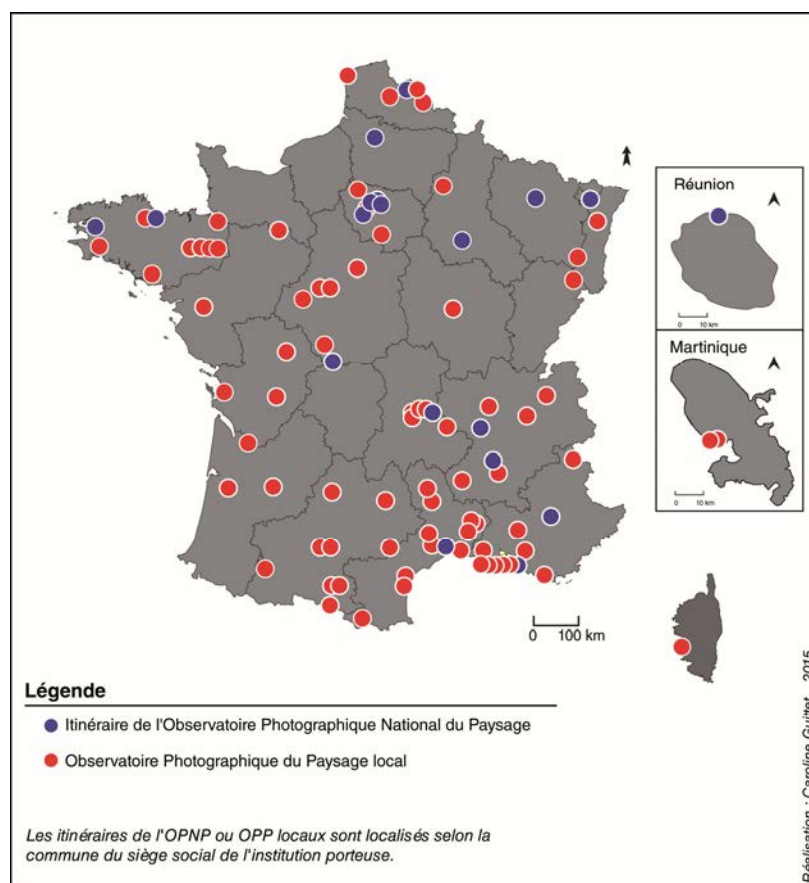 Réunion
0 10 km
Martinique
0 10 km
0 100 km
Légende
Itinéraire de l'Observatoire Photographique National du Paysage
Observatoire Photographique du Paysage local
Les itinéraires de l'OPNP ou OPP locaux sont localisés selon la
commune du siège social de l'institution porteuse.
Réalisation : Caroline Guittet 2015